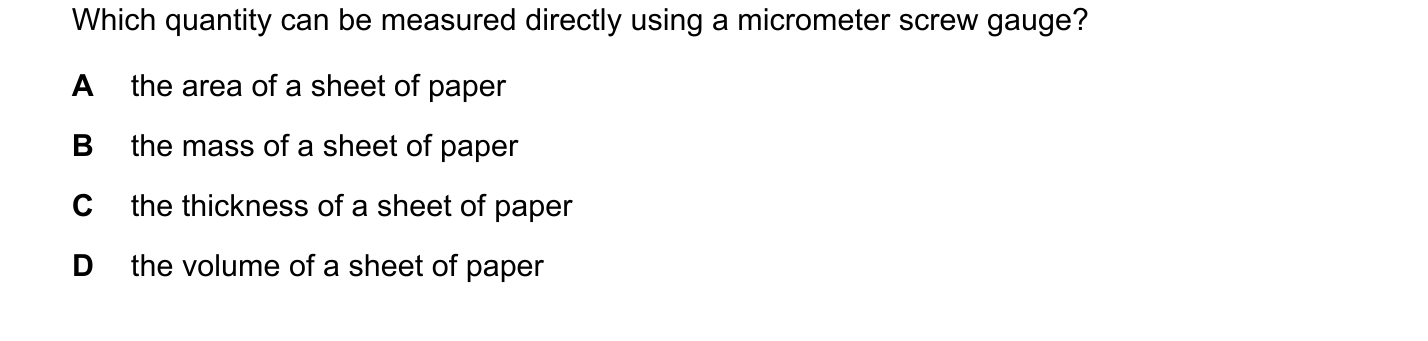 Which quantity can be measured directly using a micrometer screw gauge?
A the area of a sheet of paper
B the mass of a sheet of paper
C the thickness of a sheet of paper
D the volume of a sheet of paper